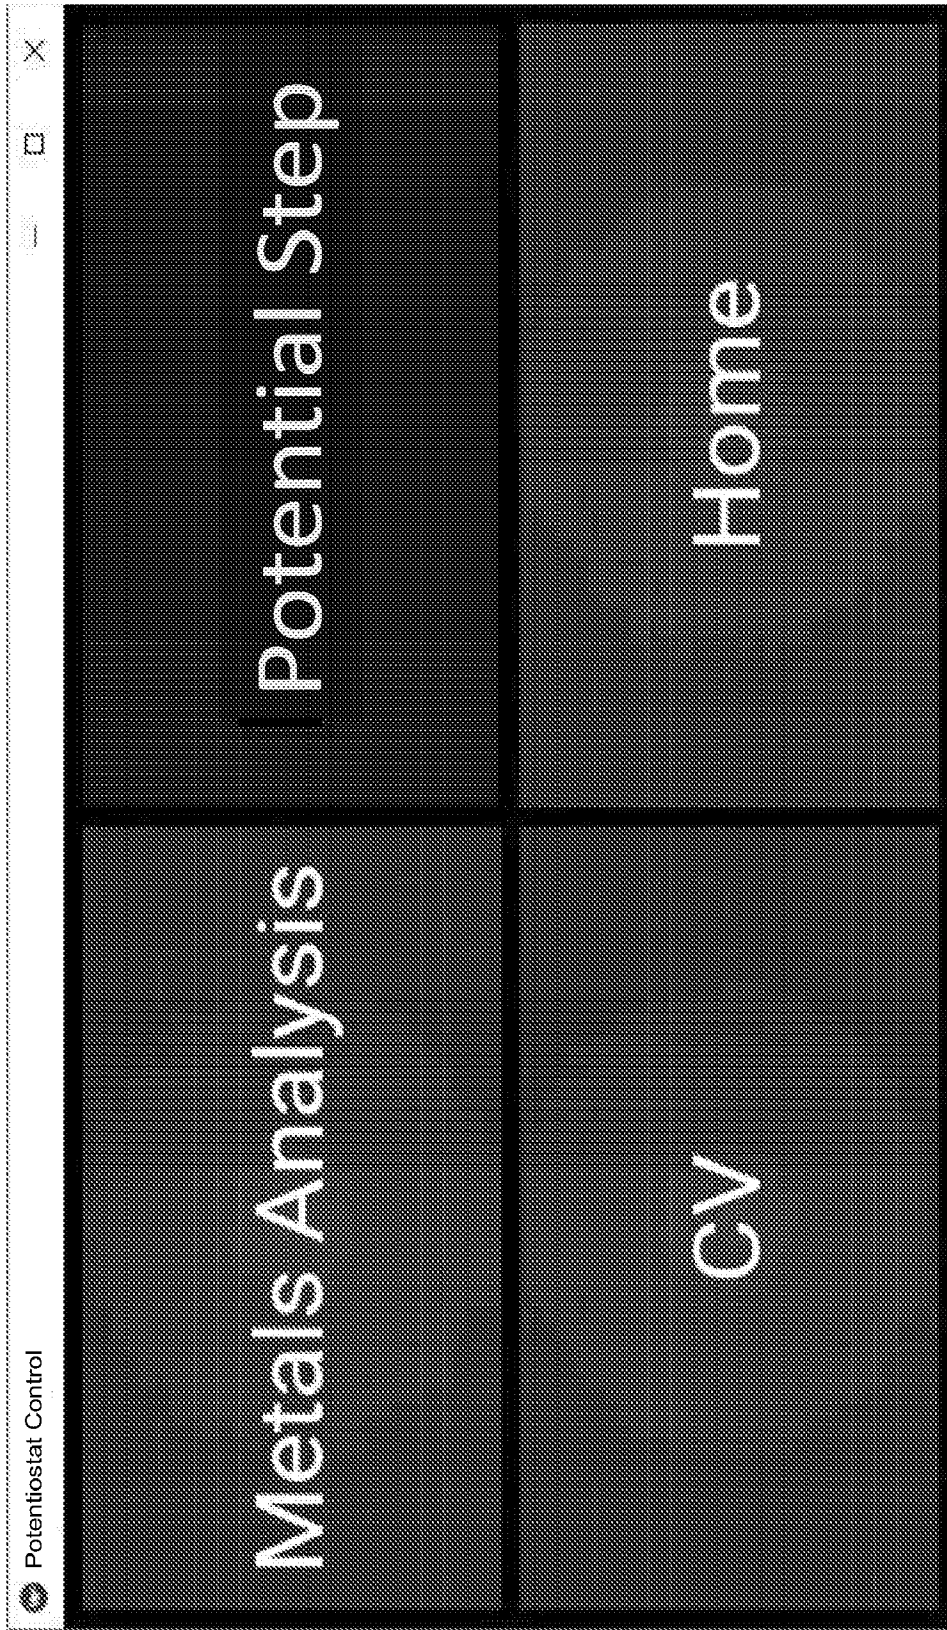 Potentiostat Control
Metals Analysis
Potential Step
CV
Home